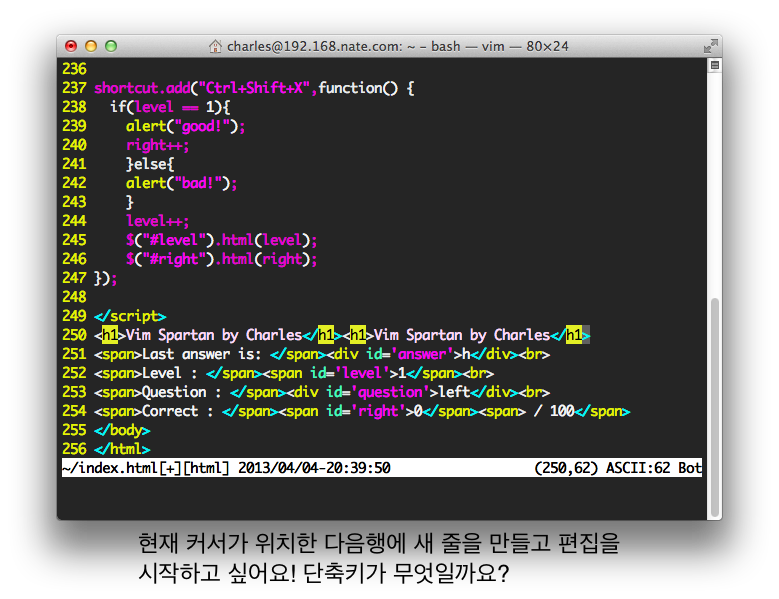 charles@192.168.nate.com: ~ – bash — vim — 80×24
236
237 shortcut.add("Ctrl+Shift+X",function() {
238   if(level == 1){
239     alert("good!");
240     right++;
241     }else{
242     alert("bad!");
243     }
244     level++;
245     $("#level").html(level);
246     $("#right").html(right);
247 });
248
249 </script>
250 <h1>Vim Spartan by Charles</h1><h1>Vim Spartan by Charles</h1>
251 <span>Last answer is: </span><div id='answer'>h</div><br>
252 <span>Level : </span><span id='level'>1</span><br>
253 <span>Question : </span><div id='question'>left</div><br>
254 <span>Correct : </span><span id='right'>0</span><span> / 100</span>
255 </body>
256 </html>
~/index.html[+][html] 2013/04/04-20:39:50 (250,62) ASCII:62 Bot
현재 커서가 위치한 다음행에 새 줄을 만들고 편집을
시작하고 싶어요! 단축키가 무엇일까요?